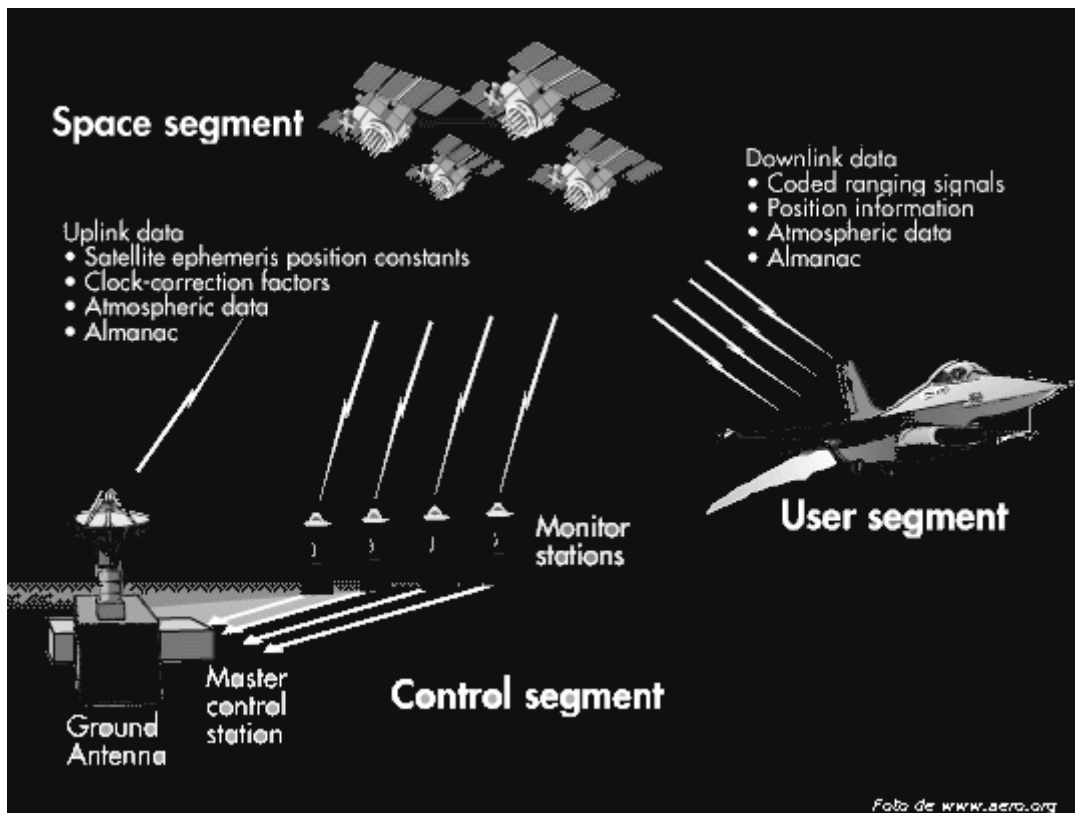 Space segment
Uplink data
• Satellite ephemeris position constants
• Clock-correction factors
• Atmospheric data
• Almanac
Downlink data
• Coded ranging signals
• Position information
• Atmospheric data
• Almanac
User segment
Monitor
stations
Master
control
station
Control segment
Ground
Antenna
Foto de www.aero.org